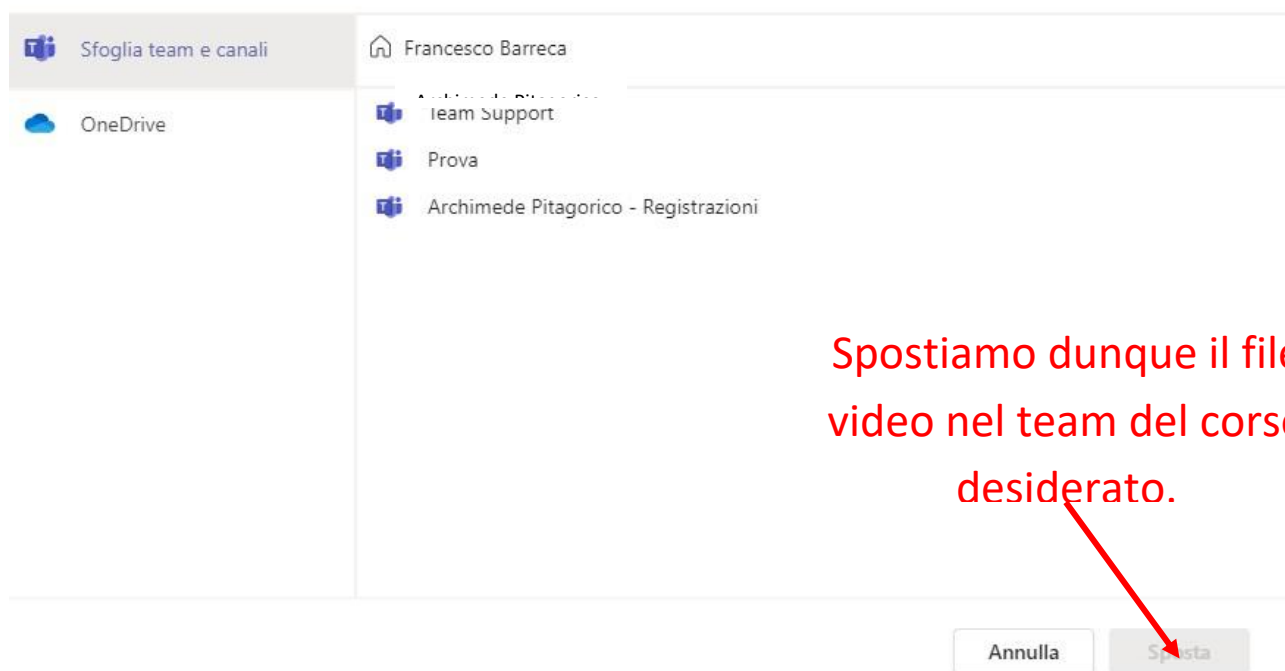 Sfoglia team e canali
Francesco Barreca
OneDrive
Team Support
Prova
Archimede Pitagorico - Registrazioni
Spostiamo dunque il file
video nel team del corso
desiderato.
Annulla
Sposta